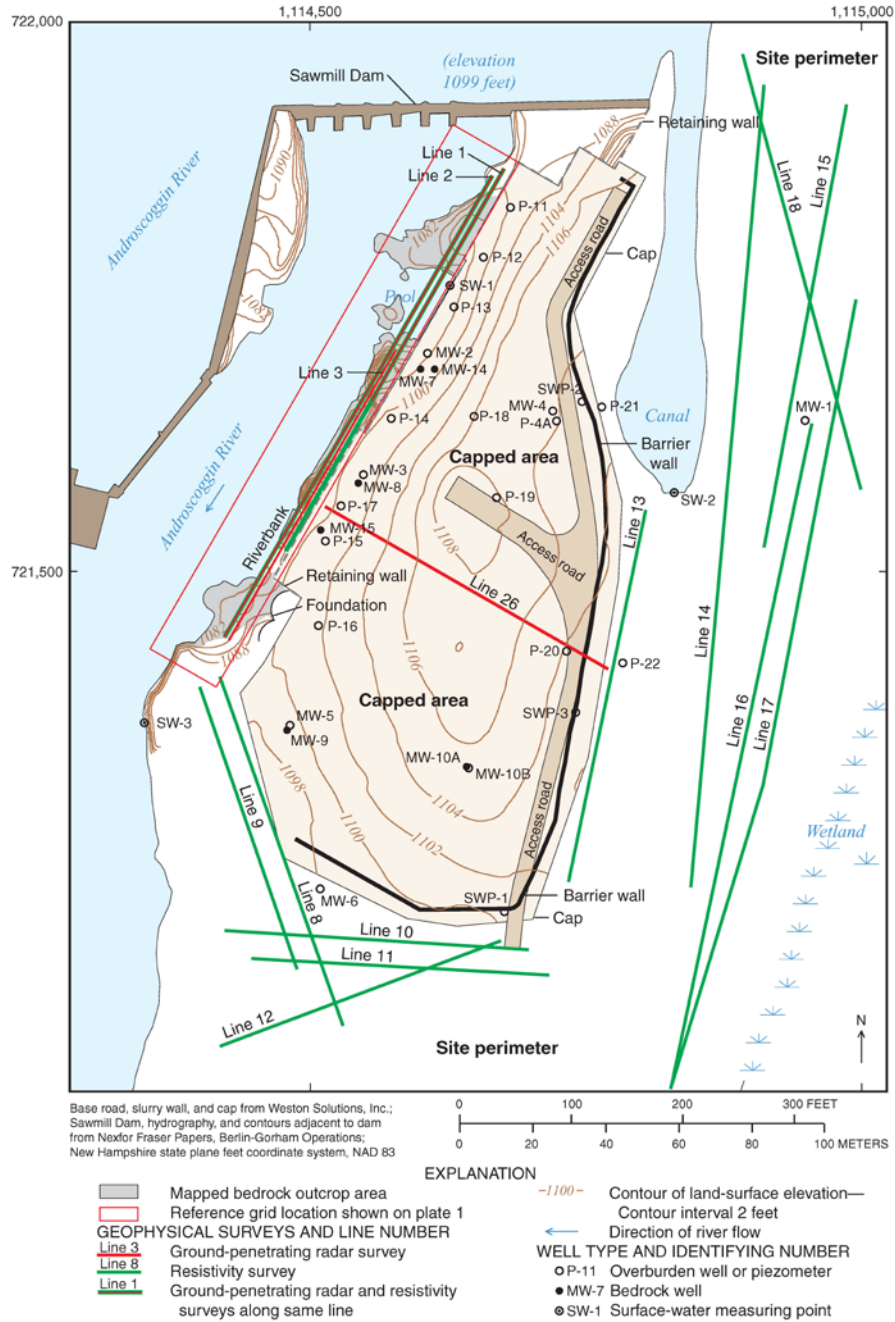 1,114,500
1,115,000
722,000
721,500
Sawmill Dam
(elevation
1099 feet)
Site perimeter
Retaining wall
1088
1090
Line 1
Line 2
Line 15
Line 18
P-11
1104
1106
Access road
Cap
Androscoggin River
1082
P-12
SW-1
Pool
P-13
1082
MW-2
MW-7
MW-14
1100
Line 3
SWP-2
MW-4
P-4A
P-21
P-14
P-18
Canal
MW-1
Capped area
Barrier
wall
MW-3
MW-8
P-19
SW-2
P-17
Androscoggin River
MW-15
P-15
Riverbank
1108
Access road
Line 13
Retaining wall
Foundation
Line 26
Line 14
1082
1088
P-16
1106
P-20
P-22
Capped area
Line 16
Line 17
SW-3
MW-5
MW-9
SWP-3
MW-10A
MW-10B
1098
1104
Line 9
1100
1102
Access road
Wetland
MW-6
Line 8
SWP-1
Barrier wall
Cap
Line 10
Line 11
Line 12
Site perimeter
N
Base road, slurry wall, and cap from Weston Solutions, Inc.;
Sawmill Dam, hydrography, and contours adjacent to dam
from Nexfor Fraser Papers, Berlin-Gorham Operations;
New Hampshire state plane feet coordinate system, NAD 83
0 100 200 300 FEET
0 20 40 60 80 100 METERS
EXPLANATION
Mapped bedrock outcrop area
Reference grid location shown on plate 1
GEOPHYSICAL SURVEYS AND LINE NUMBER
Line 3 Ground-penetrating radar survey
Line 8 Resistivity survey
Line 1 Ground-penetrating radar and resistivity
surveys along same line
-1100- Contour of land-surface elevation—
Contour interval 2 feet
Direction of river flow
WELL TYPE AND IDENTIFYING NUMBER
P-11 Overburden well or piezometer
MW-7 Bedrock well
SW-1 Surface-water measuring point